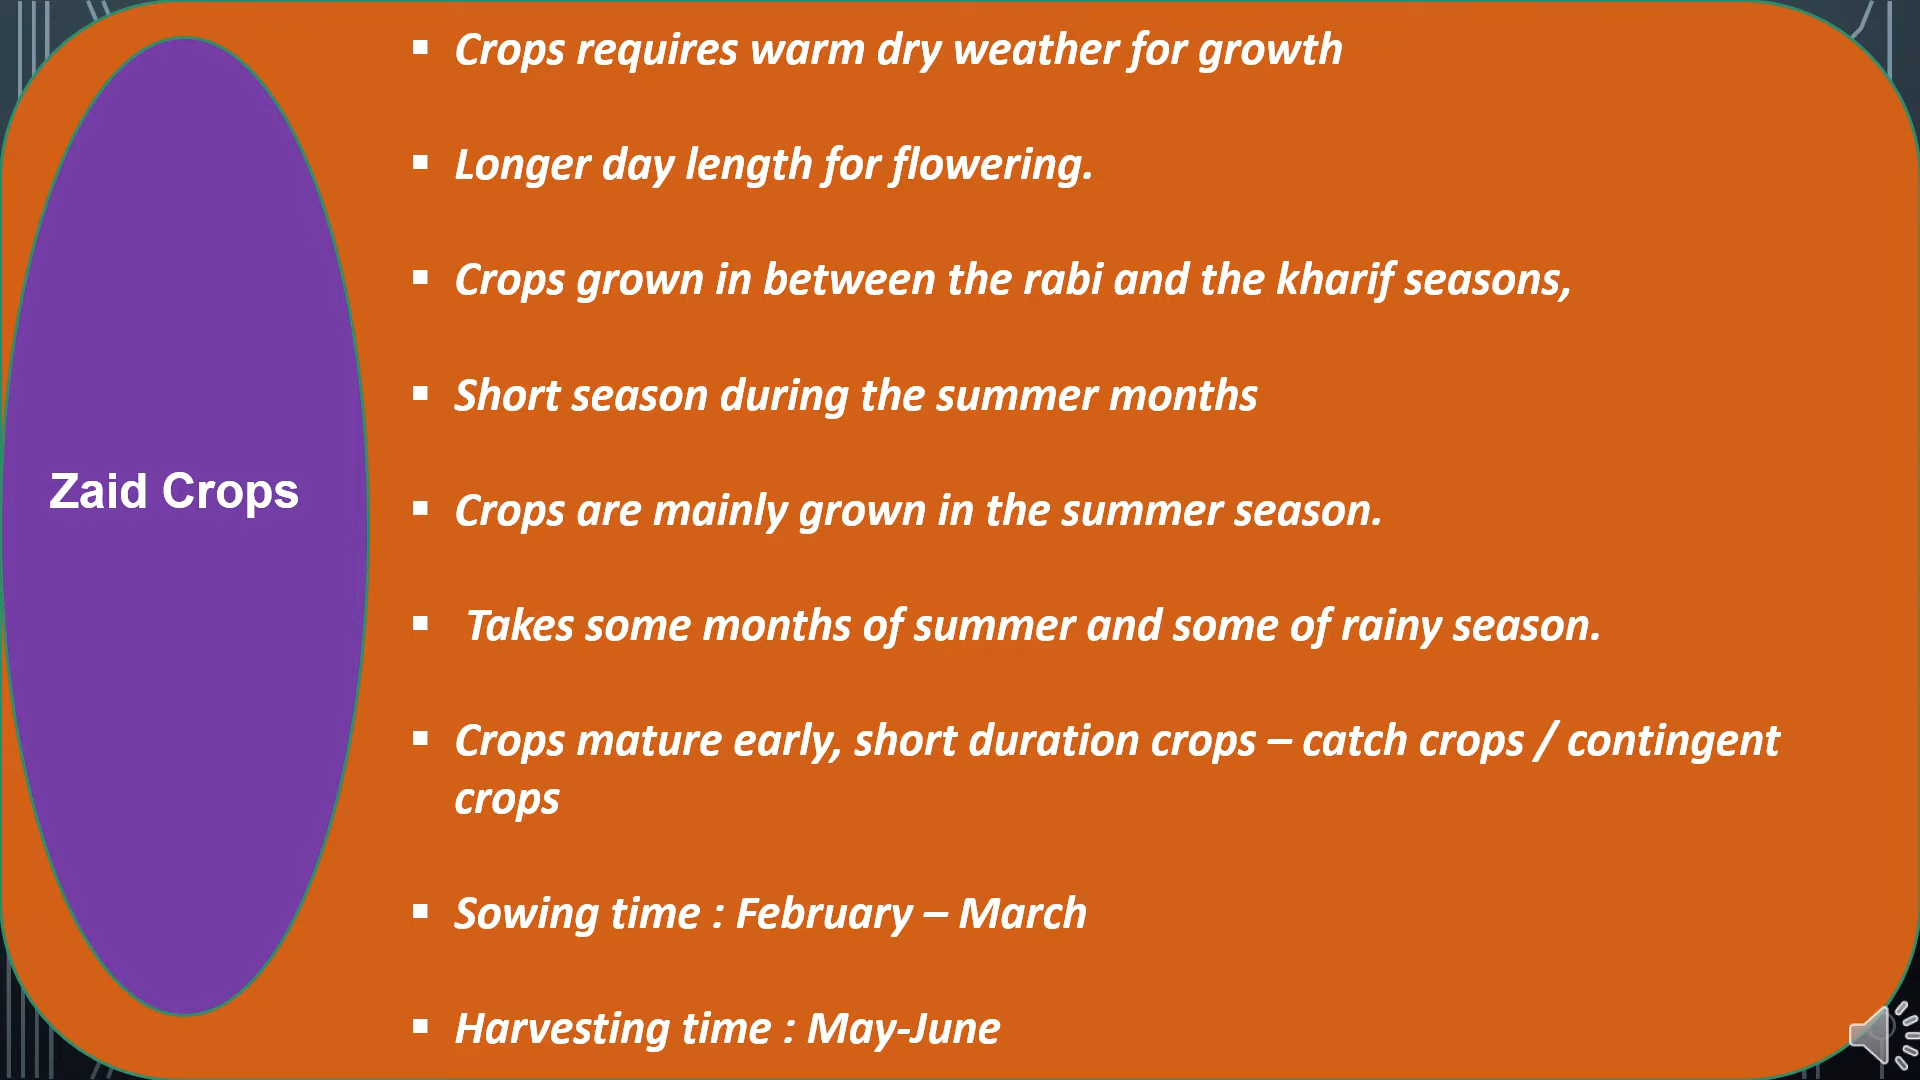 Crops requires warm dry weather for growth
Longer day length for flowering.
Crops grown in between the rabi and the kharif seasons,
Short season during the summer months
Zaid Crops
Crops are mainly grown in the summer season.
Takes some months of summer and some of rainy season.
Crops mature early, short duration crops – catch crops / contingent
crops
Sowing time : February – March
Harvesting time : May-June